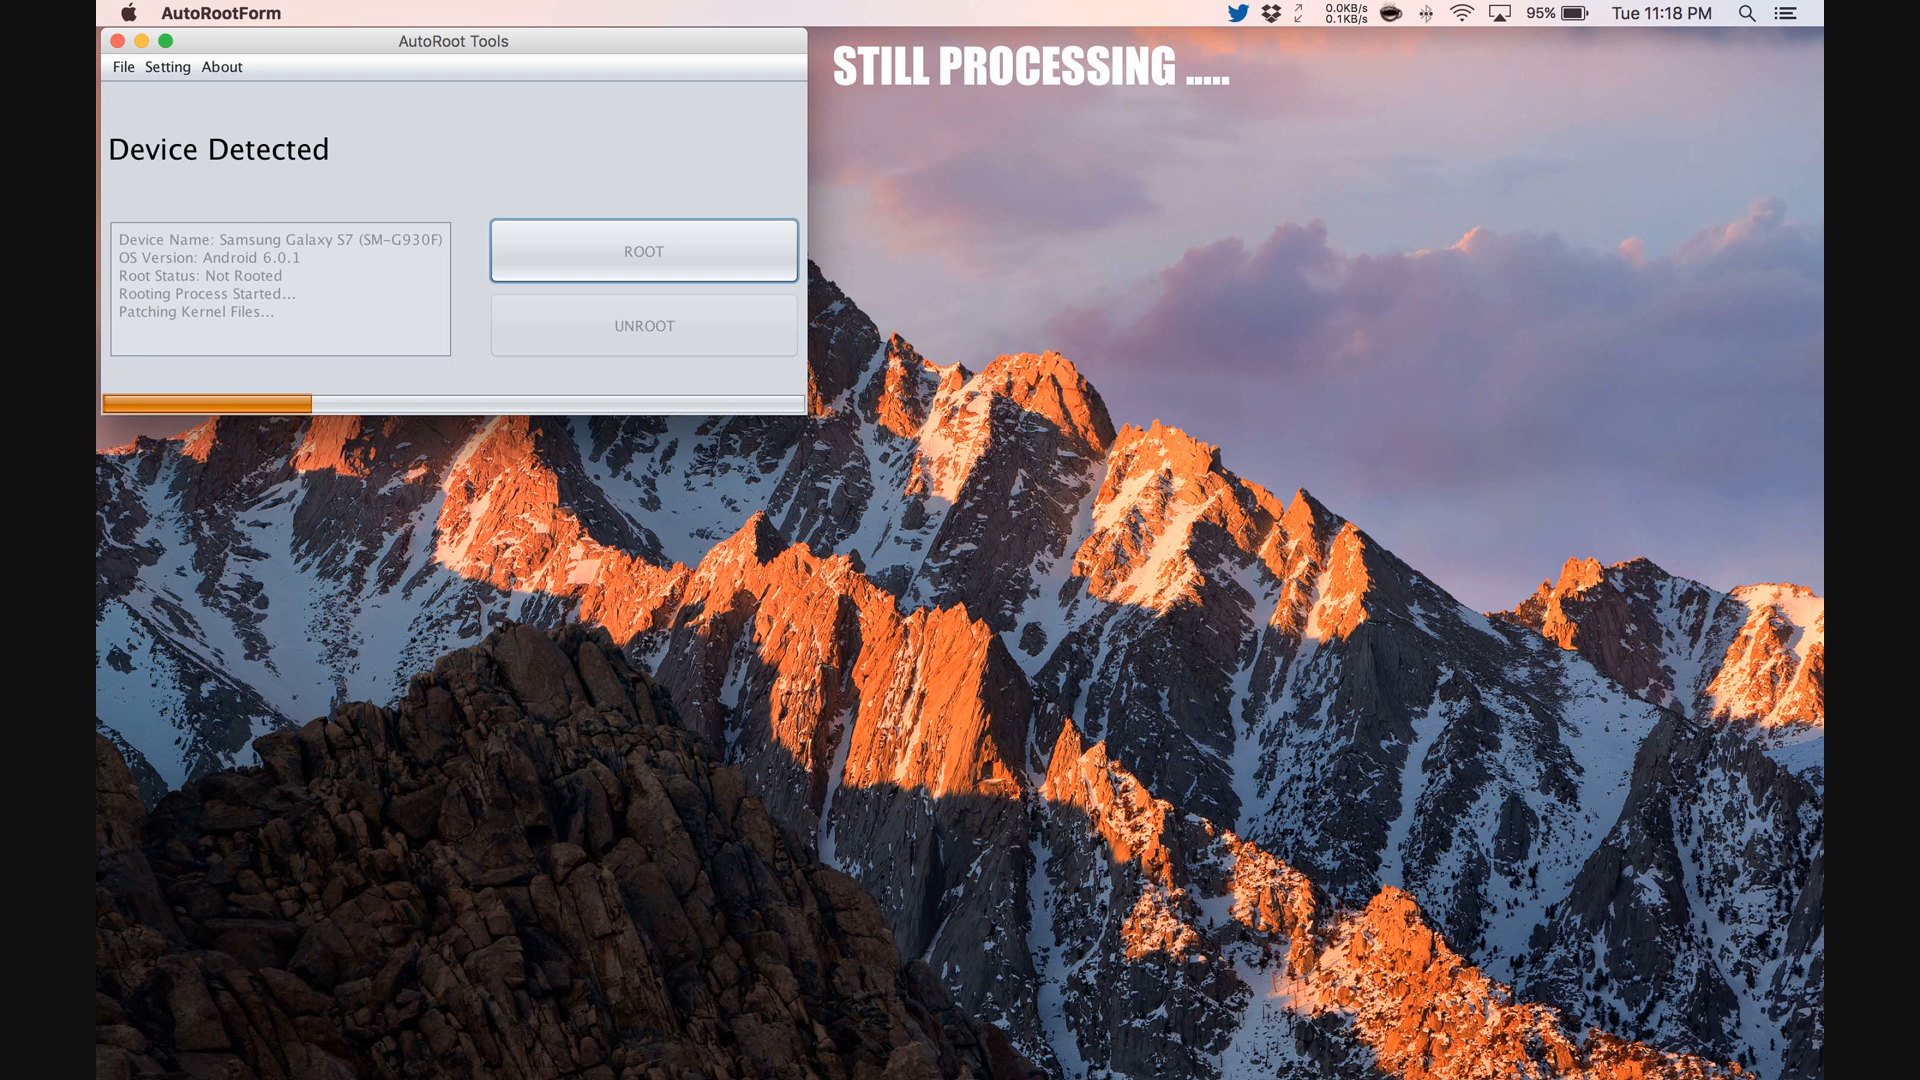 AutoRootForm
0.0KB/s
0.1KB/s
95%
Tue 11:18 PM
AutoRoot Tools
File Setting About
STILL PROCESSING .....
Device Detected
Device Name: Samsung Galaxy S7 (SM-G930F)
OS Version: Android 6.0.1
Root Status: Not Rooted
Rooting Process Started...
Patching Kernel Files...
ROOT
UNROOT